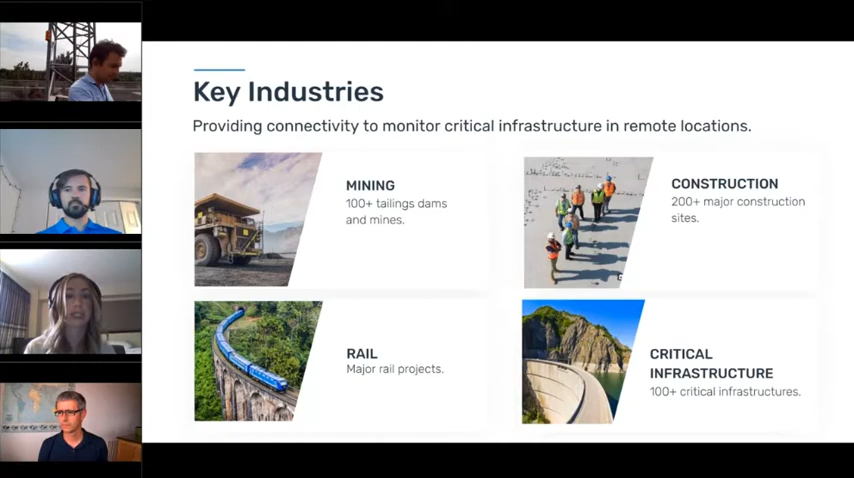 Key Industries
Providing connectivity to monitor critical infrastructure in remote locations.
MINING
100+ tailings dams
and mines.
CONSTRUCTION
200+ major construction
sites.
RAIL
Major rail projects.
CRITICAL
INFRASTRUCTURE
100+ critical infrastructures.